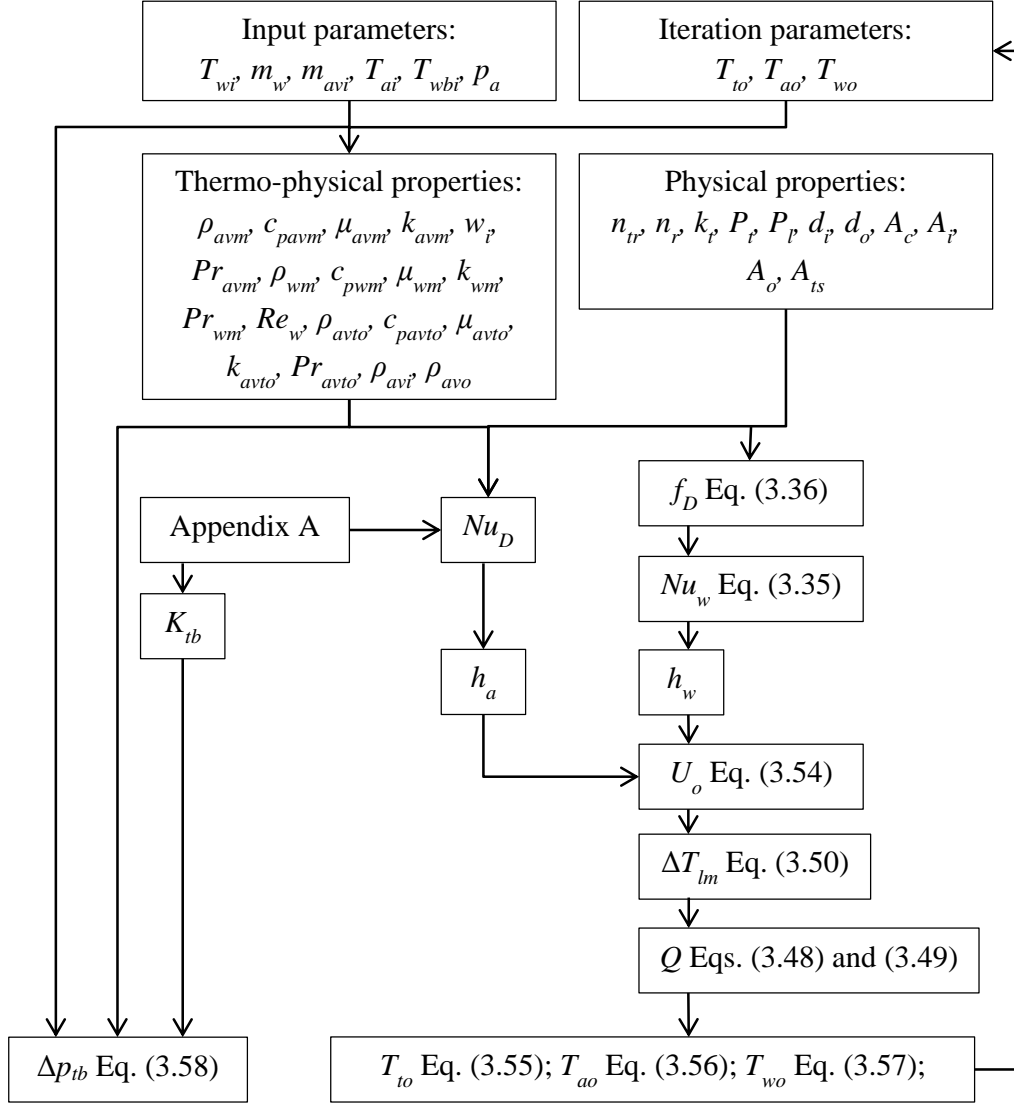 Input parameters:
T_wi, m_w, m_avi, T_ai, T_wbi, p_a
Iteration parameters:
T_to, T_ao, T_wo
Thermo-physical properties:
ρ_avm, c_pavm, μ_avm, k_avm, w_i,
Pr_avm, ρ_wm, c_pwm, μ_wm, k_wm,
Pr_wm, Re_w, ρ_avto, c_pavto, μ_avto,
k_avto, Pr_avto, ρ_avi, ρ_avo
Physical properties:
n_tr, n_r, k_t, P_t, P_l, d_i, d_o, A_c, A_i,
A_o, A_ts
f_D Eq. (3.36)
Appendix A
Nu_D
Nu_w Eq. (3.35)
K_tb
h_a
h_w
U_o Eq. (3.54)
ΔT_lm Eq. (3.50)
Q Eqs. (3.48) and (3.49)
Δp_tb Eq. (3.58)
T_to Eq. (3.55); T_ao Eq. (3.56); T_wo Eq. (3.57);